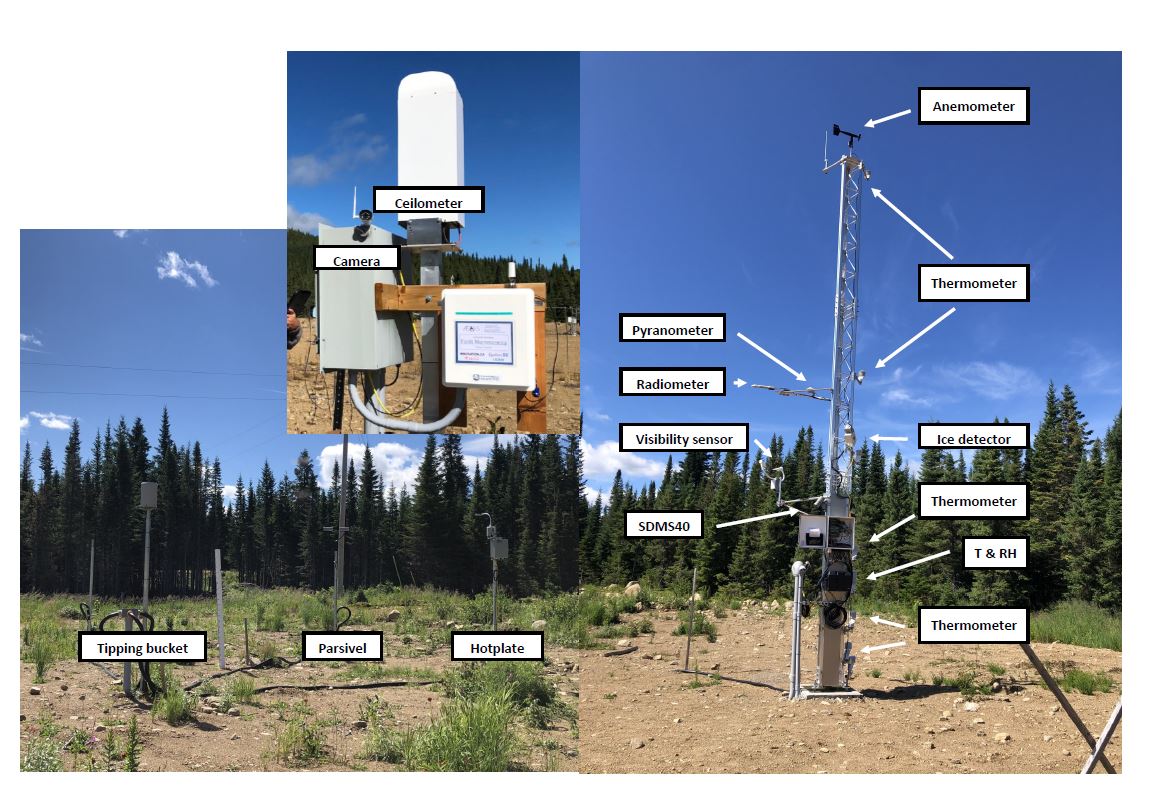 Anemometer
Ceilometer
Camera
Thermometer
Pyranometer
Radiometer
Visibility sensor
Ice detector
Thermometer
SDMS40
T & RH
Thermometer
Tipping bucket
Parsivel
Hotplate